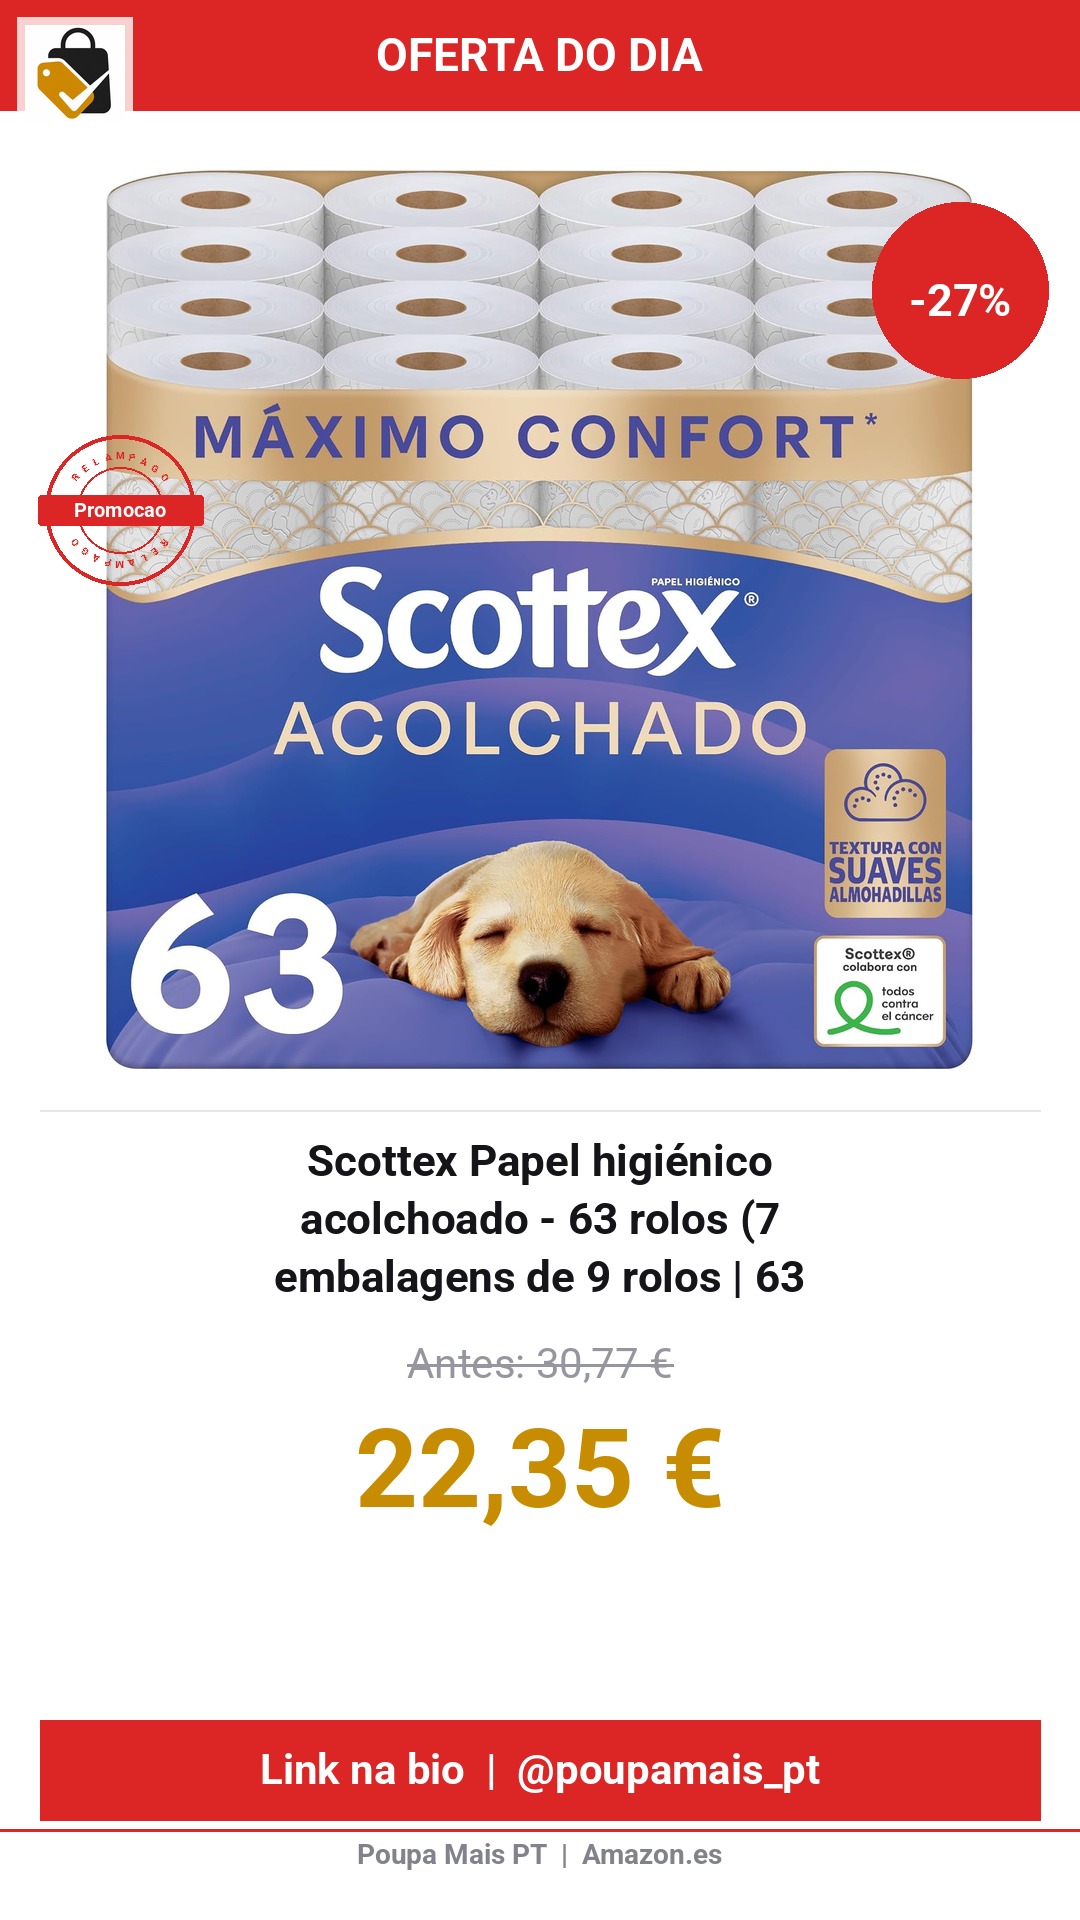 OFERTA DO DIA
-27%
MÁXIMO CONFORT*
RELAMPAGO
Promocao
RELAMPAGO
PAPEL HIGIÉNICO
Scottex®
ACOLCHADO
TEXTURA CON
SUAVES
ALMOHADILLAS
63
Scottex®
colabora con
todos
contra
el cáncer
Scottex Papel higiénico
acolchoado - 63 rolos (7
embalagens de 9 rolos | 63
Antes: 30,77 €
22,35 €
Link na bio | @poupamais_pt
Poupa Mais PT | Amazon.es